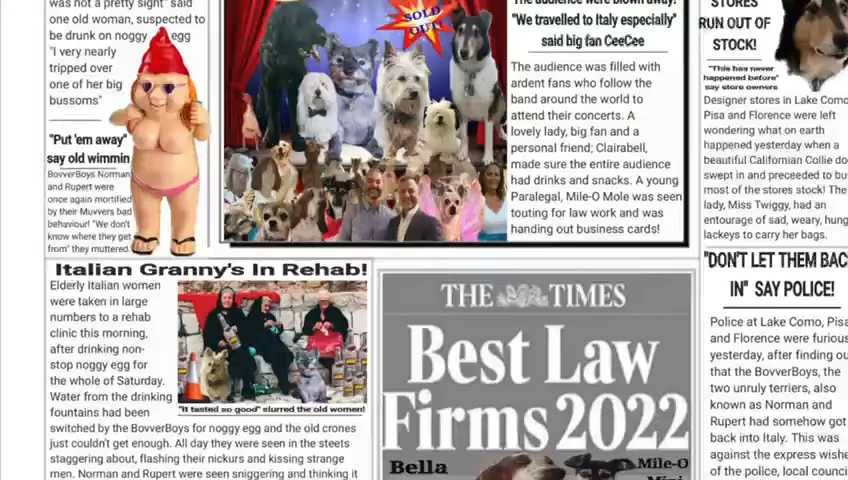 was not a pretty sight" said
one old woman, suspected to
be drunk on noggy egg
"I very nearly
tripped over
one of her big
bussoms"
"Put 'em away"
say old wimmin
BovverBoys Norman
and Rupert were
once again mortified
by their Muvvers bad
behaviour! "We don't
know where they get
from" they muttered.
SOLD
OUT!
The audience were blown away!
"We travelled to Italy especially"
said big fan CeeCee
The audience was filled with
ardent fans who follow the
band around the world to
attend their concerts. A
lovely lady, big fan and a
personal friend; Clairabell,
made sure the entire audience
had drinks and snacks. A young
Paralegal, Mile-O Mole was seen
touting for law work and was
handing out business cards!
STORES
RUN OUT OF
STOCK!
"This has never
happened before"
say store owners
Designer stores in Lake Como
Pisa and Florence were left
wondering what on earth
happened yesterday when a
beautiful Californian Collie do
swept in and preceeded to bu
most of the stores stock! The
lady, Miss Twiggy, had an
entourage of sad, weary, hung
lackeys to carry her bags.
Italian Granny's In Rehab!
Elderly Italian women
were taken in large
numbers to a rehab
clinic this morning,
after drinking non-
stop noggy egg for
the whole of Saturday.
Water from the drinking
fountains had been
"It tasted so good" slurred the old women!
switched by the BovverBoys for noggy egg and the old crones
just couldn't get enough. All day they were seen in the steets
staggering about, flashing their nickurs and kissing strange
men. Norman and Rupert were seen sniggering and thinking it
THE TIMES
Best Law
Firms 2022
Bella
Mile-O
"DON'T LET THEM BACK
IN" SAY POLICE!
Police at Lake Como, Pisa
and Florence were furious
yesterday, after finding ou
that the BovverBoys, the
two unruly terriers, also
known as Norman and
Rupert had somehow got
back into Italy. This was
against the express wishe
of the police, local counci